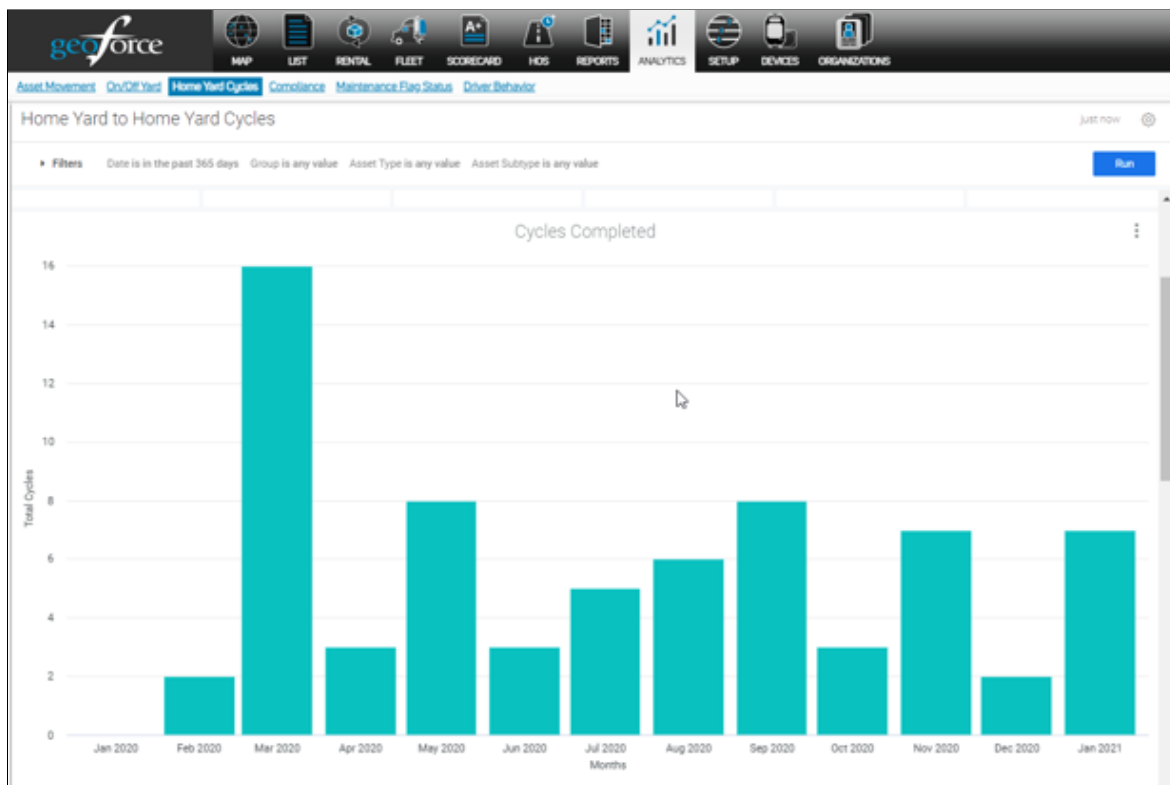 geoforce
MAP LIST RENTAL FLEET SCORECARD HOS REPORTS ANALYTICS SETUP DEVICES ORGANIZATIONS
A+
Asset Movement On/Off Yard Home Yard Cycles Compliance Maintenance Flag Status Driver Behavior
Home Yard to Home Yard Cycles just now
Filters Date is in the past 365 days Group is any value Asset Type is any value Asset Subtype is any value Run
Cycles Completed
16
14
12
10
8
6
4
2
0
Total Cycles
Jan 2020 Feb 2020 Mar 2020 Apr 2020 May 2020 Jun 2020 Jul 2020 Aug 2020 Sep 2020 Oct 2020 Nov 2020 Dec 2020 Jan 2021
Months